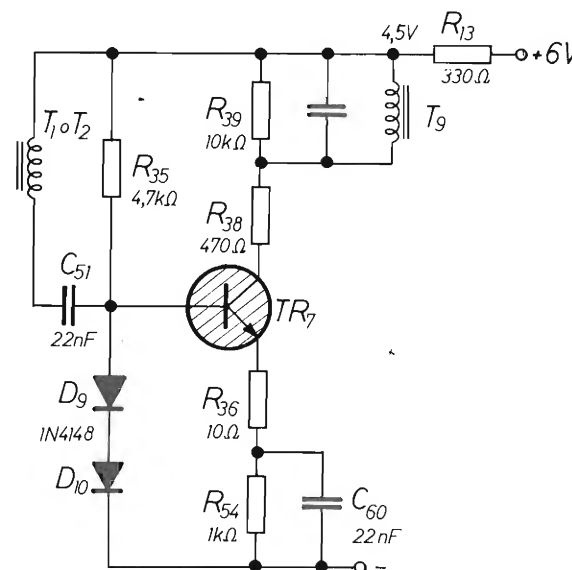 4,5V
R13
+6V
330Ω
T1 o T2
R39
10kΩ
T9
R35
4,7kΩ
R38
470Ω
C51
22nF
TR7
D9
1N4148
D10
R36
10Ω
R54
1kΩ
C60
22nF
-